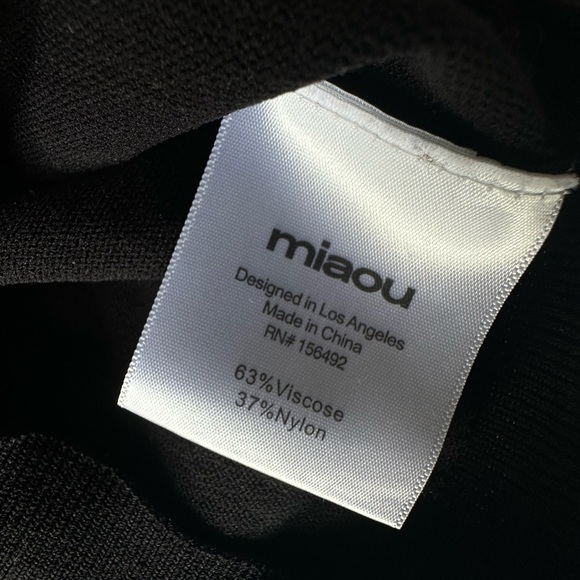 miaou
Designed in Los Angeles
Made in China
RN# 156492
63%Viscose
37%Nylon